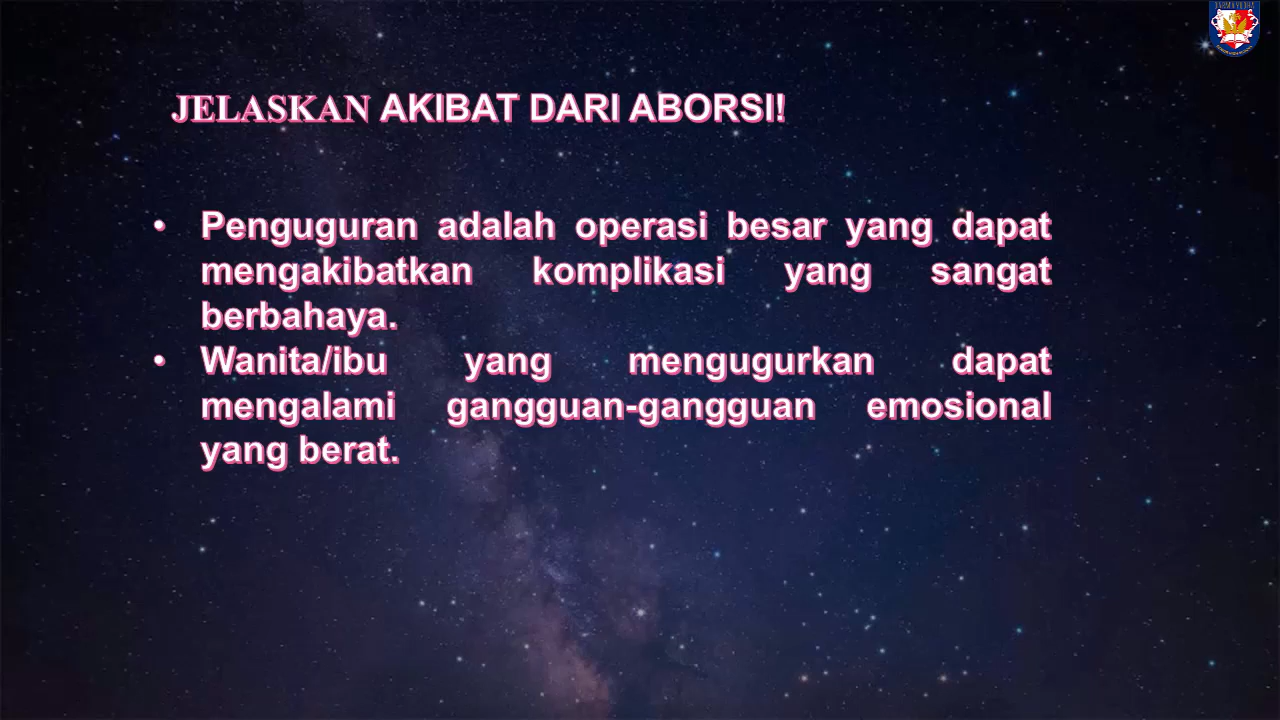 JELASKAN AKIBAT DARI ABORSI!
• Penguguran adalah operasi besar yang dapat
mengakibatkan komplikasi yang sangat
berbahaya.
• Wanita/ibu yang mengugurkan dapat
mengalami gangguan-gangguan emosional
yang berat.